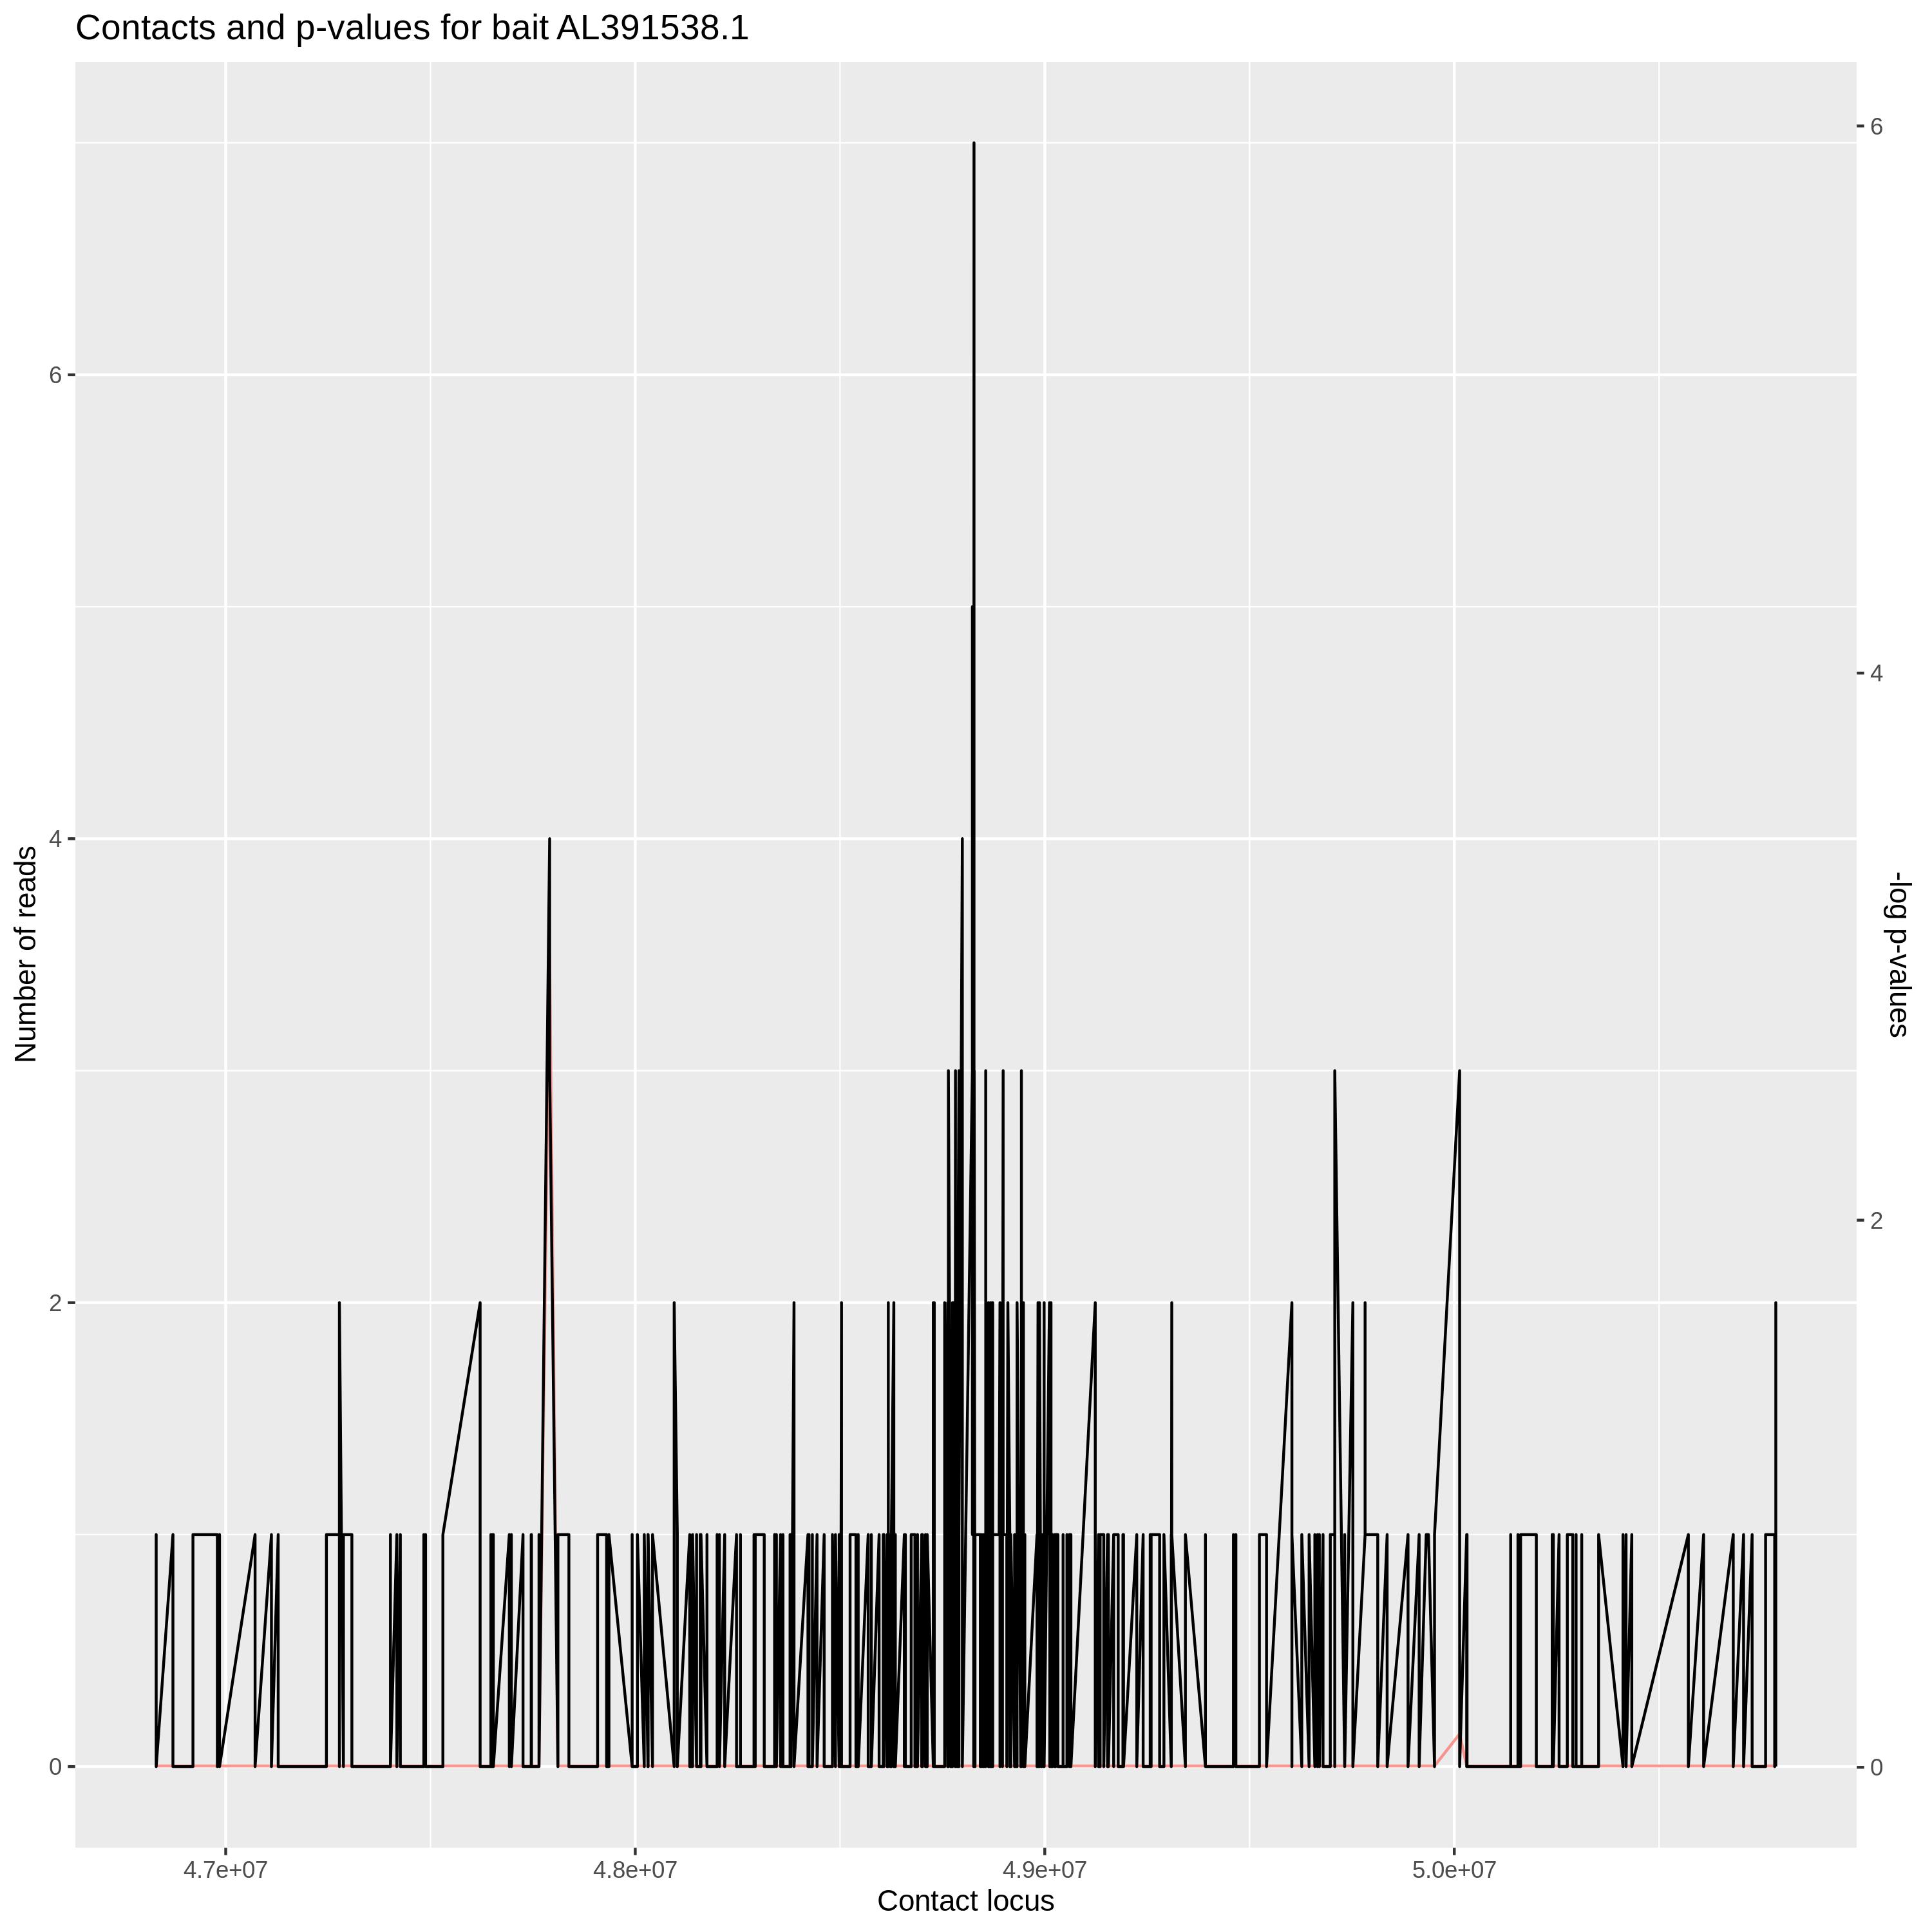 Contacts and p-values for bait AL391538.1
Number of reads
6
4
2
0
6
4
2
0
-log p-values
4.7e+07 4.8e+07 4.9e+07 5.0e+07
Contact locus